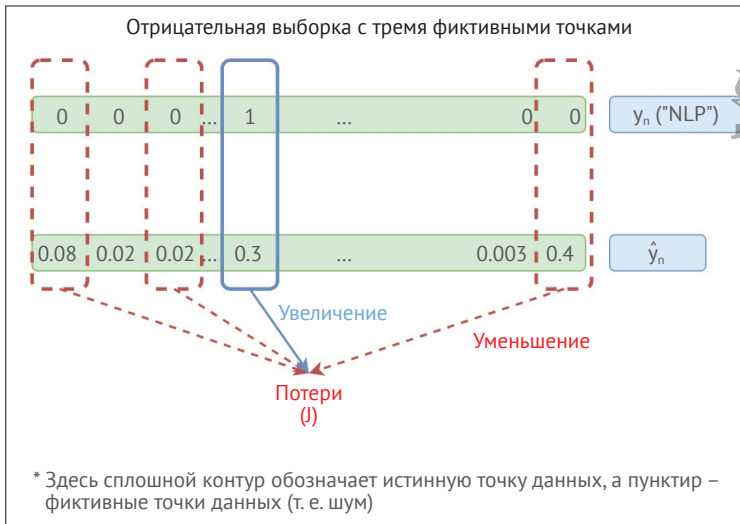 Отрицательная выборка с тремя фиктивными точками
0 0 0 ... 1 ... 0 0 yₙ ("NLP")
0.08 0.02 0.02 ... 0.3 ... 0.003 0.4 ŷₙ
Увеличение
Уменьшение
Потери
(J)
* Здесь сплошной контур обозначает истинную точку данных, а пунктир –
фиктивные точки данных (т. е. шум)